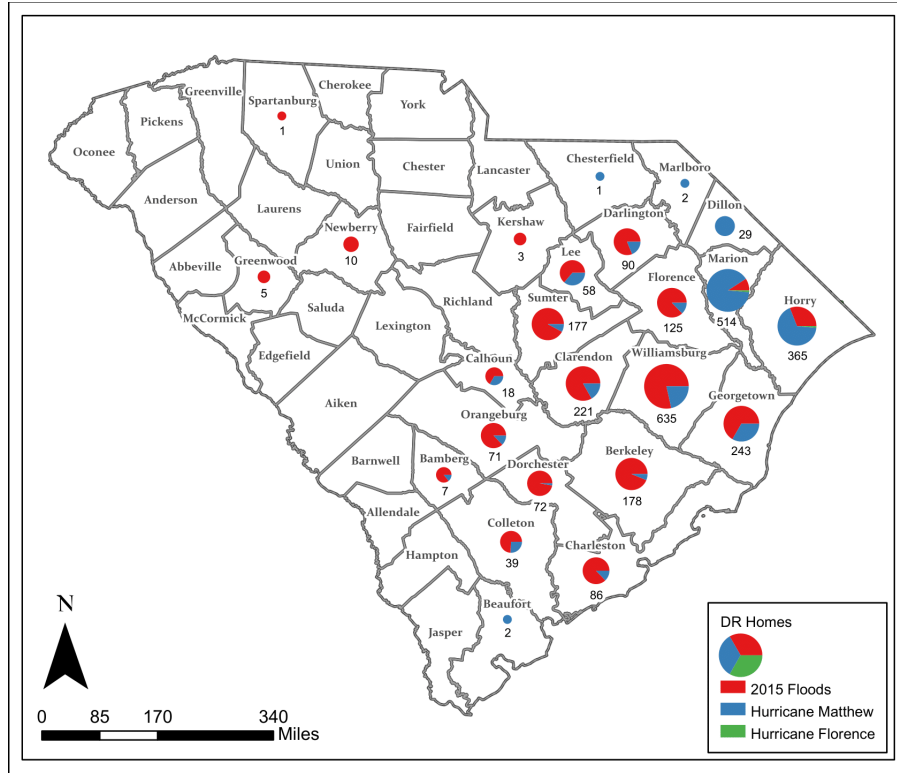 Greenville
Cherokee
Spartanburg
1
York
Pickens
Oconee
Union
Chester
Lancaster
Chesterfield
1
Marlboro
2
Anderson
Laurens
Newberry
10
Fairfield
Kershaw
3
Darlington
90
Dillon
29
Abbeville
Greenwood
5
Lee
58
Florence
125
Marion
514
Horry
365
McCormick
Saluda
Richland
Sumter
177
Lexington
Edgefield
Calhoun
18
Clarendon
221
Williamsburg
635
Georgetown
243
Aiken
Orangeburg
71
Barnwell
Bamberg
7
Dorchester
72
Berkeley
178
Allendale
Colleton
39
Hampton
Charleston
86
Beaufort
2
Jasper
N
0 85 170 340
Miles
DR Homes
2015 Floods
Hurricane Matthew
Hurricane Florence